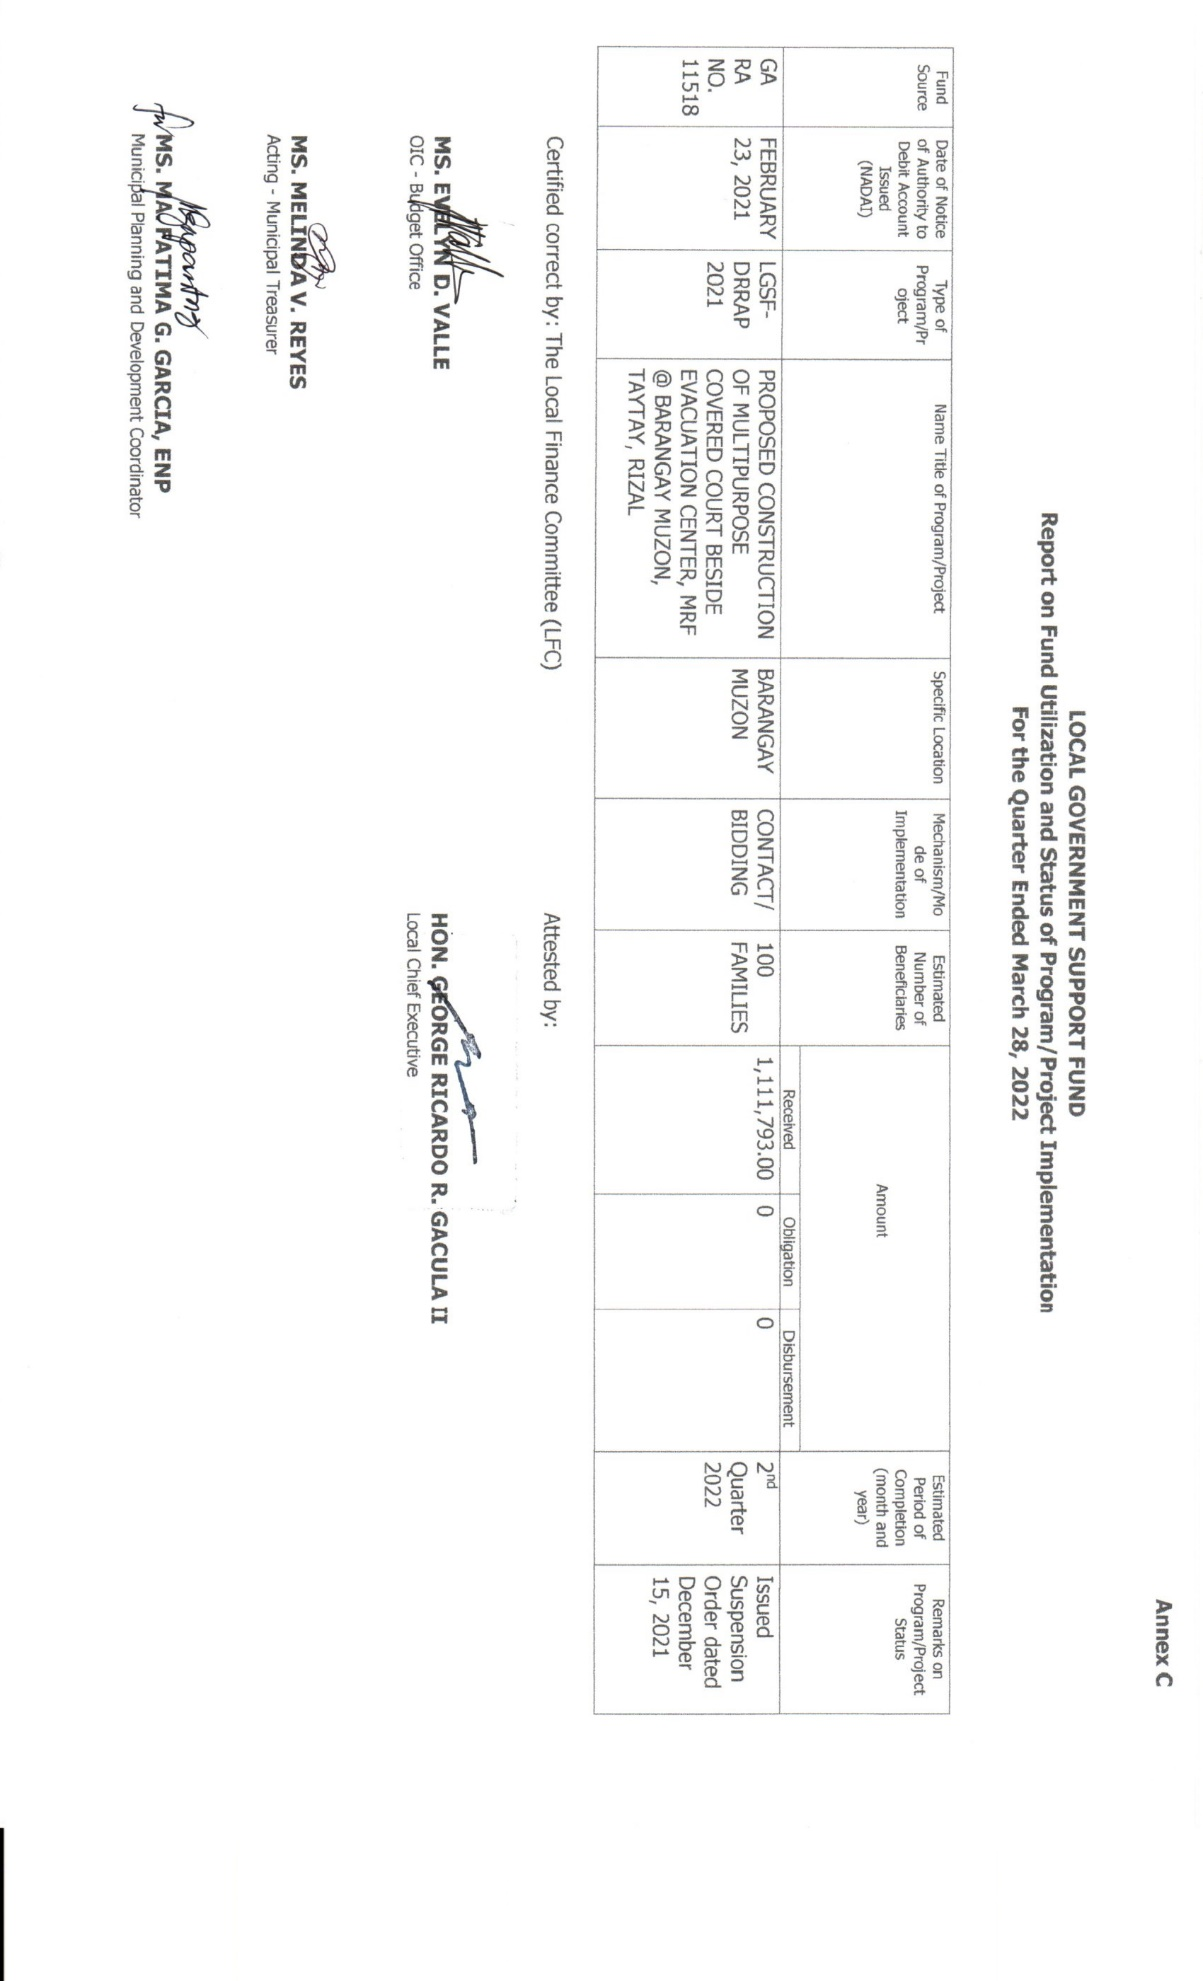 Annex C
LOCAL GOVERNMENT SUPPORT FUND
Report on Fund Utilization and Status of Program/Project Implementation
For the Quarter Ended March 28, 2022
Fund
Source
Date of Notice
of Authority to
Debit Account
Issued
(NADAI)
Type of
Program/Pr
oject
Name Title of Program/Project
Specific Location
Mechanism/Mo
de of
Implementation
Estimated
Number of
Beneficiaries
Amount
Received
Obligation
Disbursement
Estimated
Period of
Completion
(month and
year)
Remarks on
Program/Project
Status
GA
RA
NO.
11518
FEBRUARY
23, 2021
LGSF-
DRRAP
2021
PROPOSED CONSTRUCTION
OF MULTIPURPOSE
COVERED COURT BESIDE
EVACUATION CENTER, MRF
@ BARANGAY MUZON,
TAYTAY, RIZAL
BARANGAY
MUZON
CONTACT/
BIDDING
100
FAMILIES
1,111,793.00
0
0
2nd
Quarter
2022
Issued
Suspension
Order dated
December
15, 2021
Certified correct by: The Local Finance Committee (LFC)
Attested by:
MS. EVELYN D. VALLE
OIC - Budget Office
HON. GEORGE RICARDO R. GACULA II
Local Chief Executive
MS. MELINDA V. REYES
Acting - Municipal Treasurer
for MS. MA. FATIMA G. GARCIA, ENP
Municipal Planning and Development Coordinator